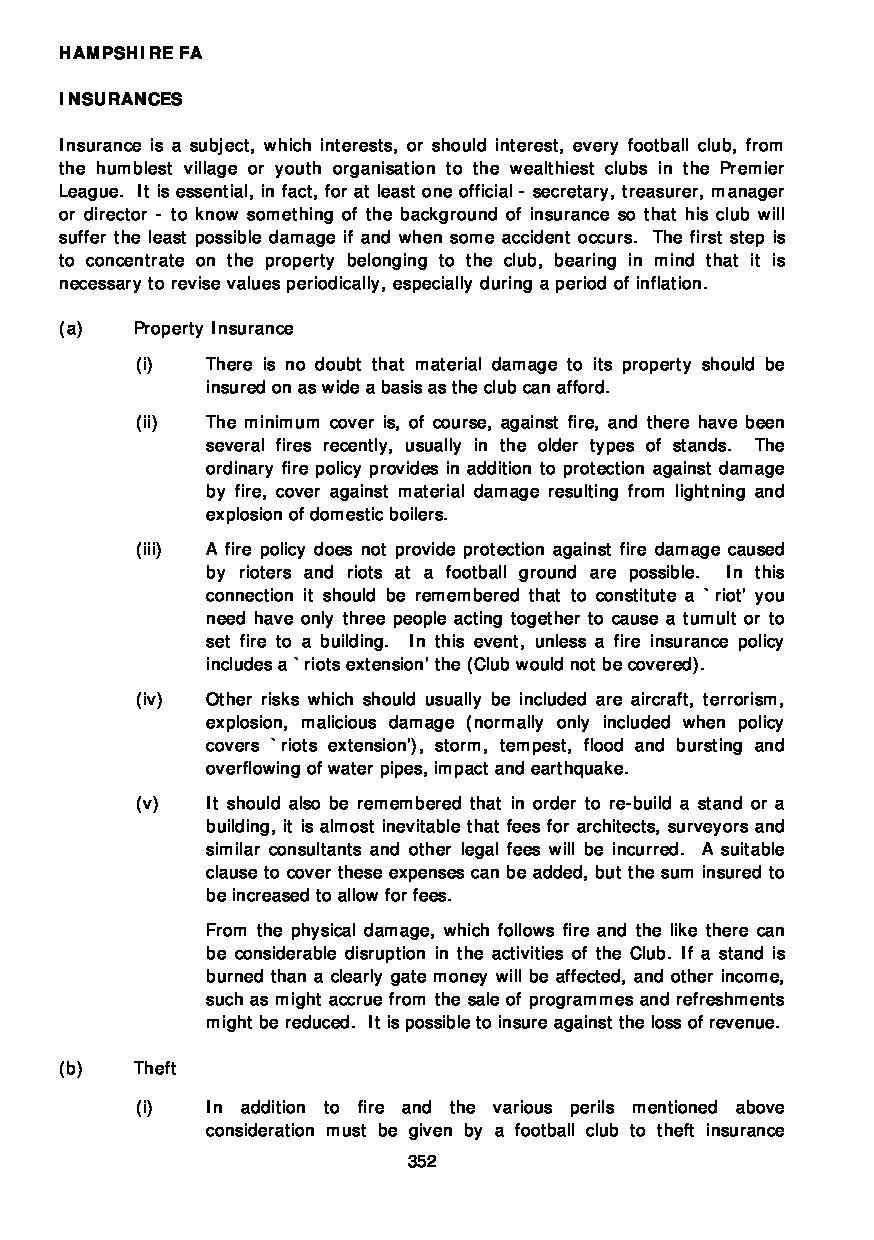 HAMPSHIRE FA
INSURANCES
Insurance is a subject, which interests, or should interest, every football club, from
the humblest village or youth organisation to the wealthiest clubs in the Premier
League. It is essential, in fact, for at least one official - secretary, treasurer, manager
or director - to know something of the background of insurance so that his club will
suffer the least possible damage if and when some accident occurs. The first step is
to concentrate on the property belonging to the club, bearing in mind that it is
necessary to revise values periodically, especially during a period of inflation.
(a) Property Insurance
(i) There is no doubt that material damage to its property should be
insured on as wide a basis as the club can afford.
(ii) The minimum cover is, of course, against fire, and there have been
several fires recently, usually in the older types of stands. The
ordinary fire policy provides in addition to protection against damage
by fire, cover against material damage resulting from lightning and
explosion of domestic boilers.
(iii) A fire policy does not provide protection against fire damage caused
by rioters and riots at a football ground are possible. In this
connection it should be remembered that to constitute a `riot' you
need have only three people acting together to cause a tumult or to
set fire to a building. In this event, unless a fire insurance policy
includes a `riots extension' the (Club would not be covered).
(iv) Other risks which should usually be included are aircraft, terrorism,
explosion, malicious damage (normally only included when policy
covers `riots extension'), storm, tempest, flood and bursting and
overflowing of water pipes, impact and earthquake.
(v) It should also be remembered that in order to re-build a stand or a
building, it is almost inevitable that fees for architects, surveyors and
similar consultants and other legal fees will be incurred. A suitable
clause to cover these expenses can be added, but the sum insured to
be increased to allow for fees.
From the physical damage, which follows fire and the like there can
be considerable disruption in the activities of the Club. If a stand is
burned than a clearly gate money will be affected, and other income,
such as might accrue from the sale of programmes and refreshments
might be reduced. It is possible to insure against the loss of revenue.
(b) Theft
(i) In addition to fire and the various perils mentioned above
consideration must be given by a football club to theft insurance
352